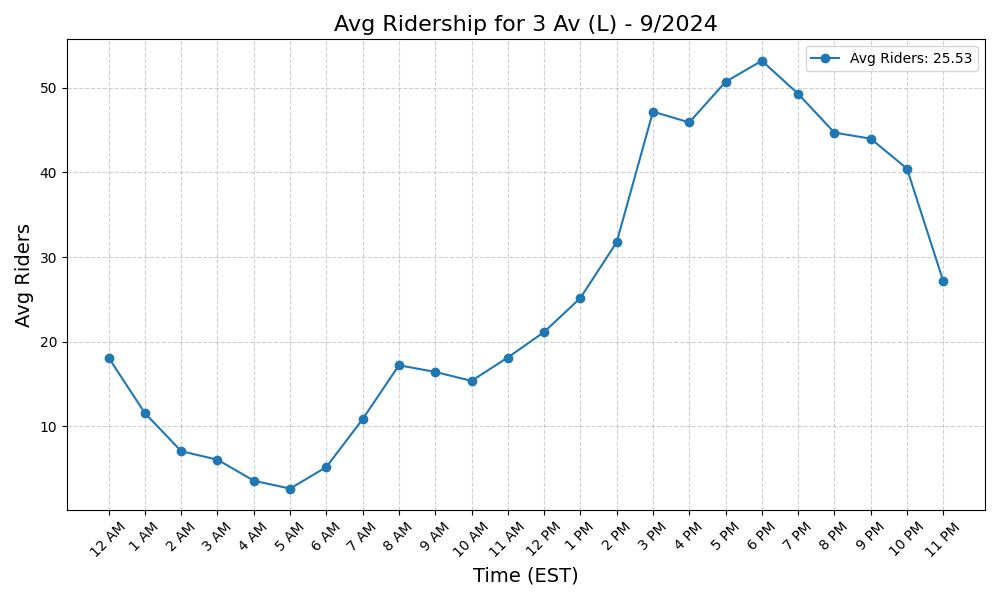 Avg Ridership for 3 Av (L) - 9/2024
Avg Riders: 25.53
Avg Riders
50
40
30
20
10
12 AM
1 AM
2 AM
3 AM
4 AM
5 AM
6 AM
7 AM
8 AM
9 AM
10 AM
11 AM
12 PM
1 PM
2 PM
3 PM
4 PM
5 PM
6 PM
7 PM
8 PM
9 PM
10 PM
11 PM
Time (EST)